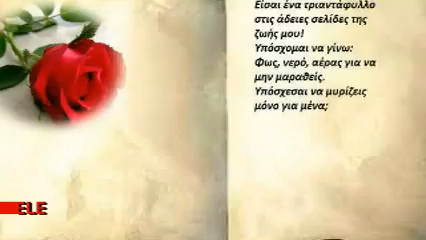 Είσαι ένα τριαντάφυλλο
στις άδειες σελίδες της
ζωής μου!
Υπόσχομαι να γίνω:
Φως, νερό, αέρας για να
μην μαραθείς.
Υπόσχεσαι να μυρίζεις
μόνο για μένα;
ELE